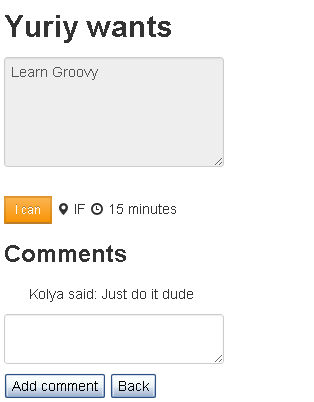 Yuriy wants
Learn Groovy
I can IF 15 minutes
Comments
Kolya said: Just do it dude
Add comment Back